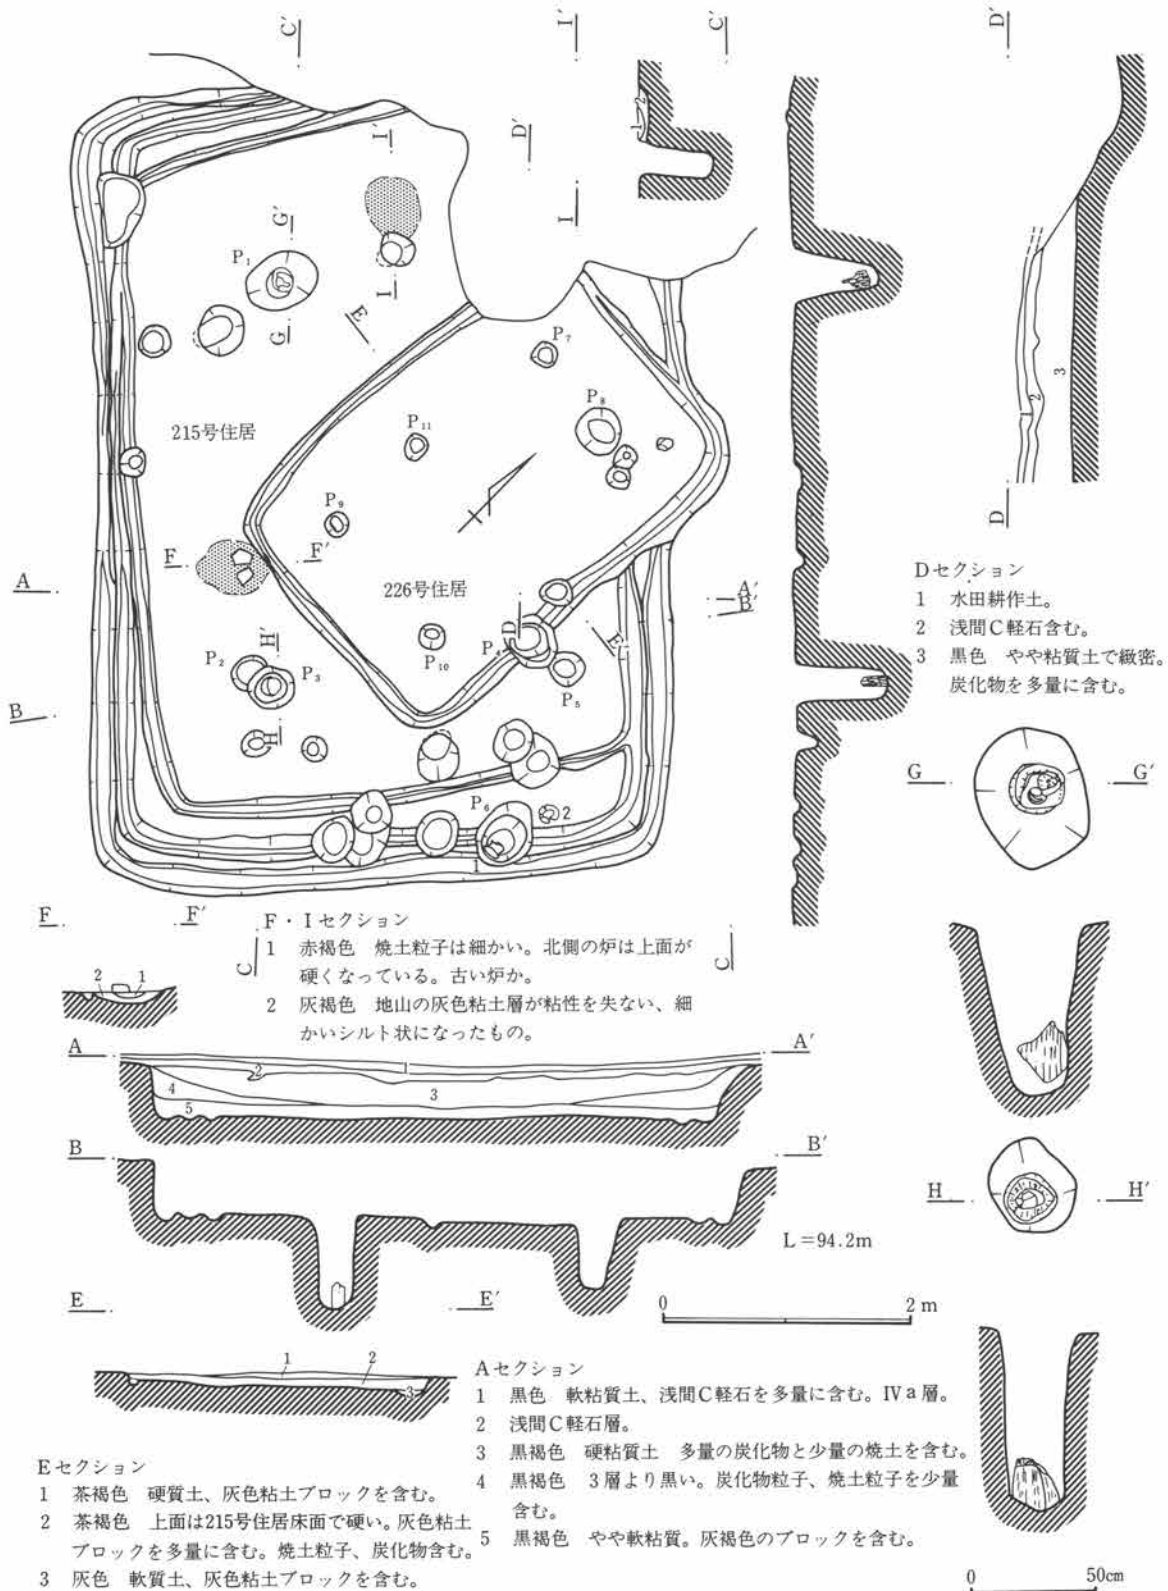 C′
I′
C′
D′
I′
D′
1 2
I
G′
P₁
I
E
G
P₇
P₈
215号住居
P₁₁
P₉
3
1 2
F
F′
D
A
226号住居
A′
B′
Dセクション
1 水田耕作土。
2 浅間C軽石含む。
3 黒色 やや粘質土で緻密。
炭化物を多量に含む。
H′
P₄
D
E′
P₂
P₃
P₁₀
P₅
B
H
G
G′
P₆
2
1
F
F′
F・Iセクション
1 赤褐色 焼土粒子は細かい。北側の炉は上面が
硬くなっている。古い炉か。
2 灰褐色 地山の灰色粘土層が粘性を失ない、細
かいシルト状になったもの。
C
C
2 1
A
A′
1
2
3
4
5
B
B′
H
H′
L=94.2m
E
E′
0 2m
1 2
3
Aセクション
1 黒色 軟粘質土、浅間C軽石を多量に含む。Ⅳa層。
2 浅間C軽石層。
3 黒褐色 硬粘質土 多量の炭化物と少量の焼土を含む。
4 黒褐色 3層より黒い。炭化物粒子、焼土粒子を少量
含む。
5 黒褐色 やや軟粘質。灰褐色のブロックを含む。
Eセクション
1 茶褐色 硬質土、灰色粘土ブロックを含む。
2 茶褐色 上面は215号住居床面で硬い。灰色粘土
ブロックを多量に含む。焼土粒子、炭化物含む。
3 灰色 軟質土、灰色粘土ブロックを含む。
0 50cm